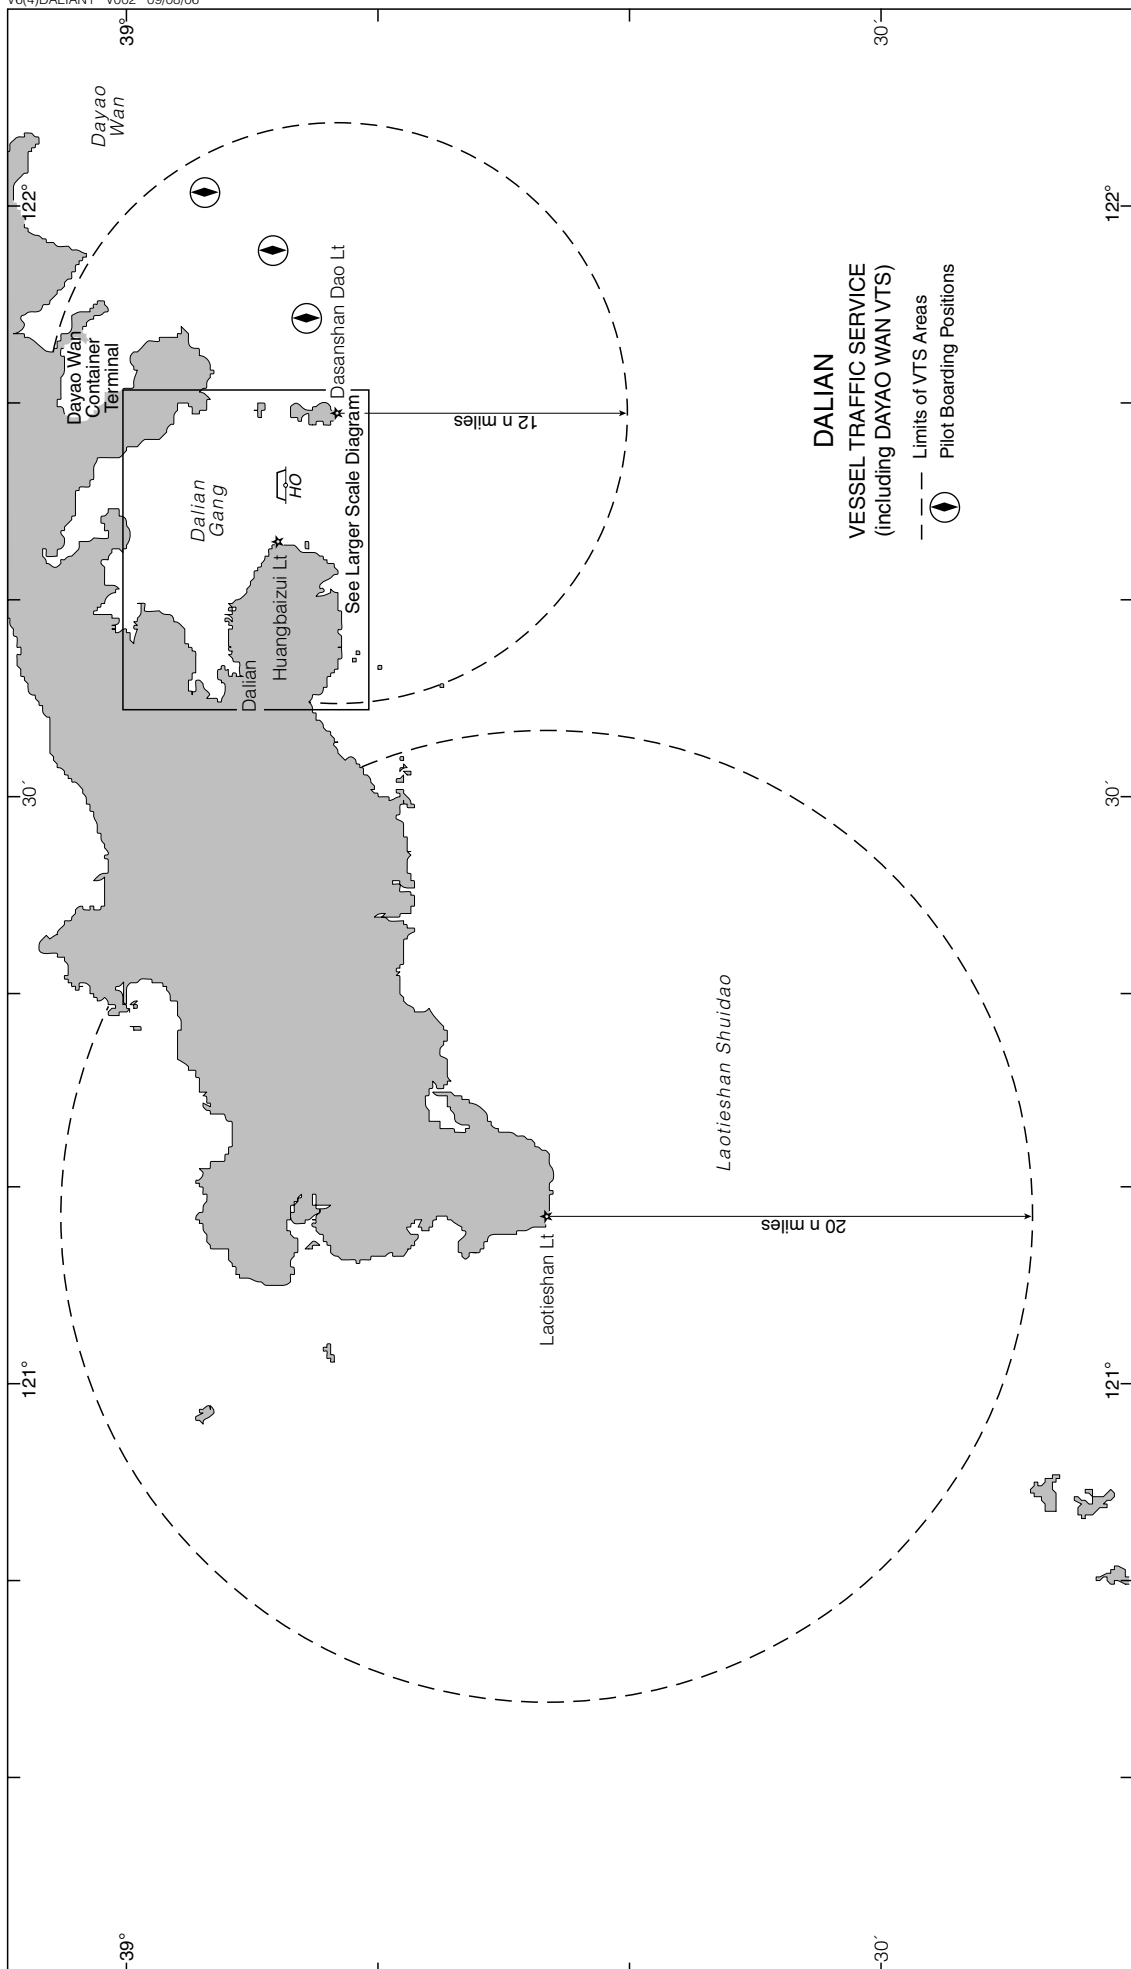 V6(4)DALIAN1 V002 09/08/06
39°
30´
Dayao
Wan
122°
122°
Dayao Wan
Container
Terminal
Dasanshan Dao Lt
12 n miles
Dalian
Gang
HO
See Larger Scale Diagram
Huangbaizui Lt
Dalian
DALIAN
VESSEL TRAFFIC SERVICE
(including DAYAO WAN VTS)
Limits of VTS Areas
Pilot Boarding Positions
30´
30´
Laotieshan Shuidao
Laotieshan Lt
20 n miles
121°
121°
39°
30´